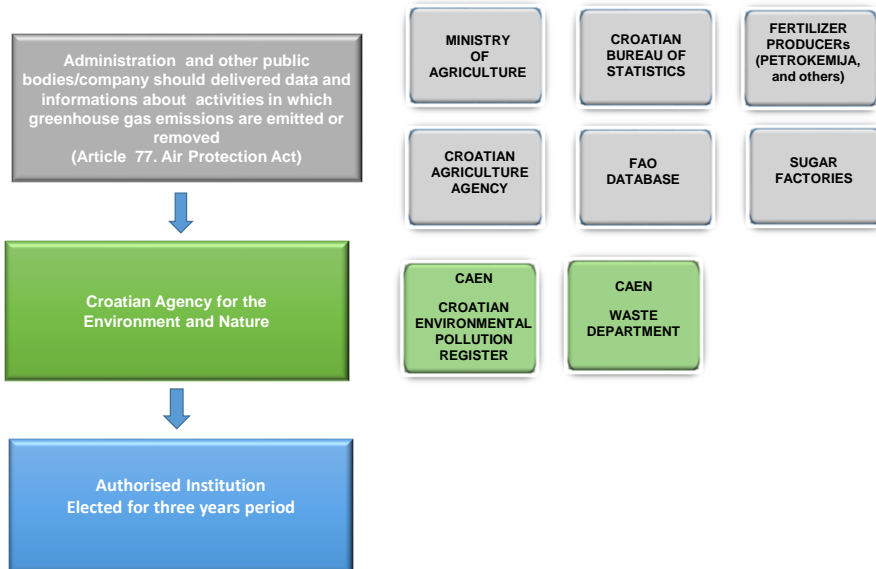 Administration and other public
bodies/company should delivered data and
informations about activities in which
greenhouse gas emissions are emitted or
removed
(Article 77. Air Protection Act)
MINISTRY
OF
AGRICULTURE
CROATIAN
BUREAU OF
STATISTICS
FERTILIZER
PRODUCERs
(PETROKEMIJA,
and others)
CROATIAN
AGRICULTURE
AGENCY
FAO
DATABASE
SUGAR
FACTORIES
Croatian Agency for the
Environment and Nature
CAEN
CROATIAN
ENVIRONMENTAL
POLLUTION
REGISTER
CAEN
WASTE
DEPARTMENT
Authorised Institution
Elected for three years period